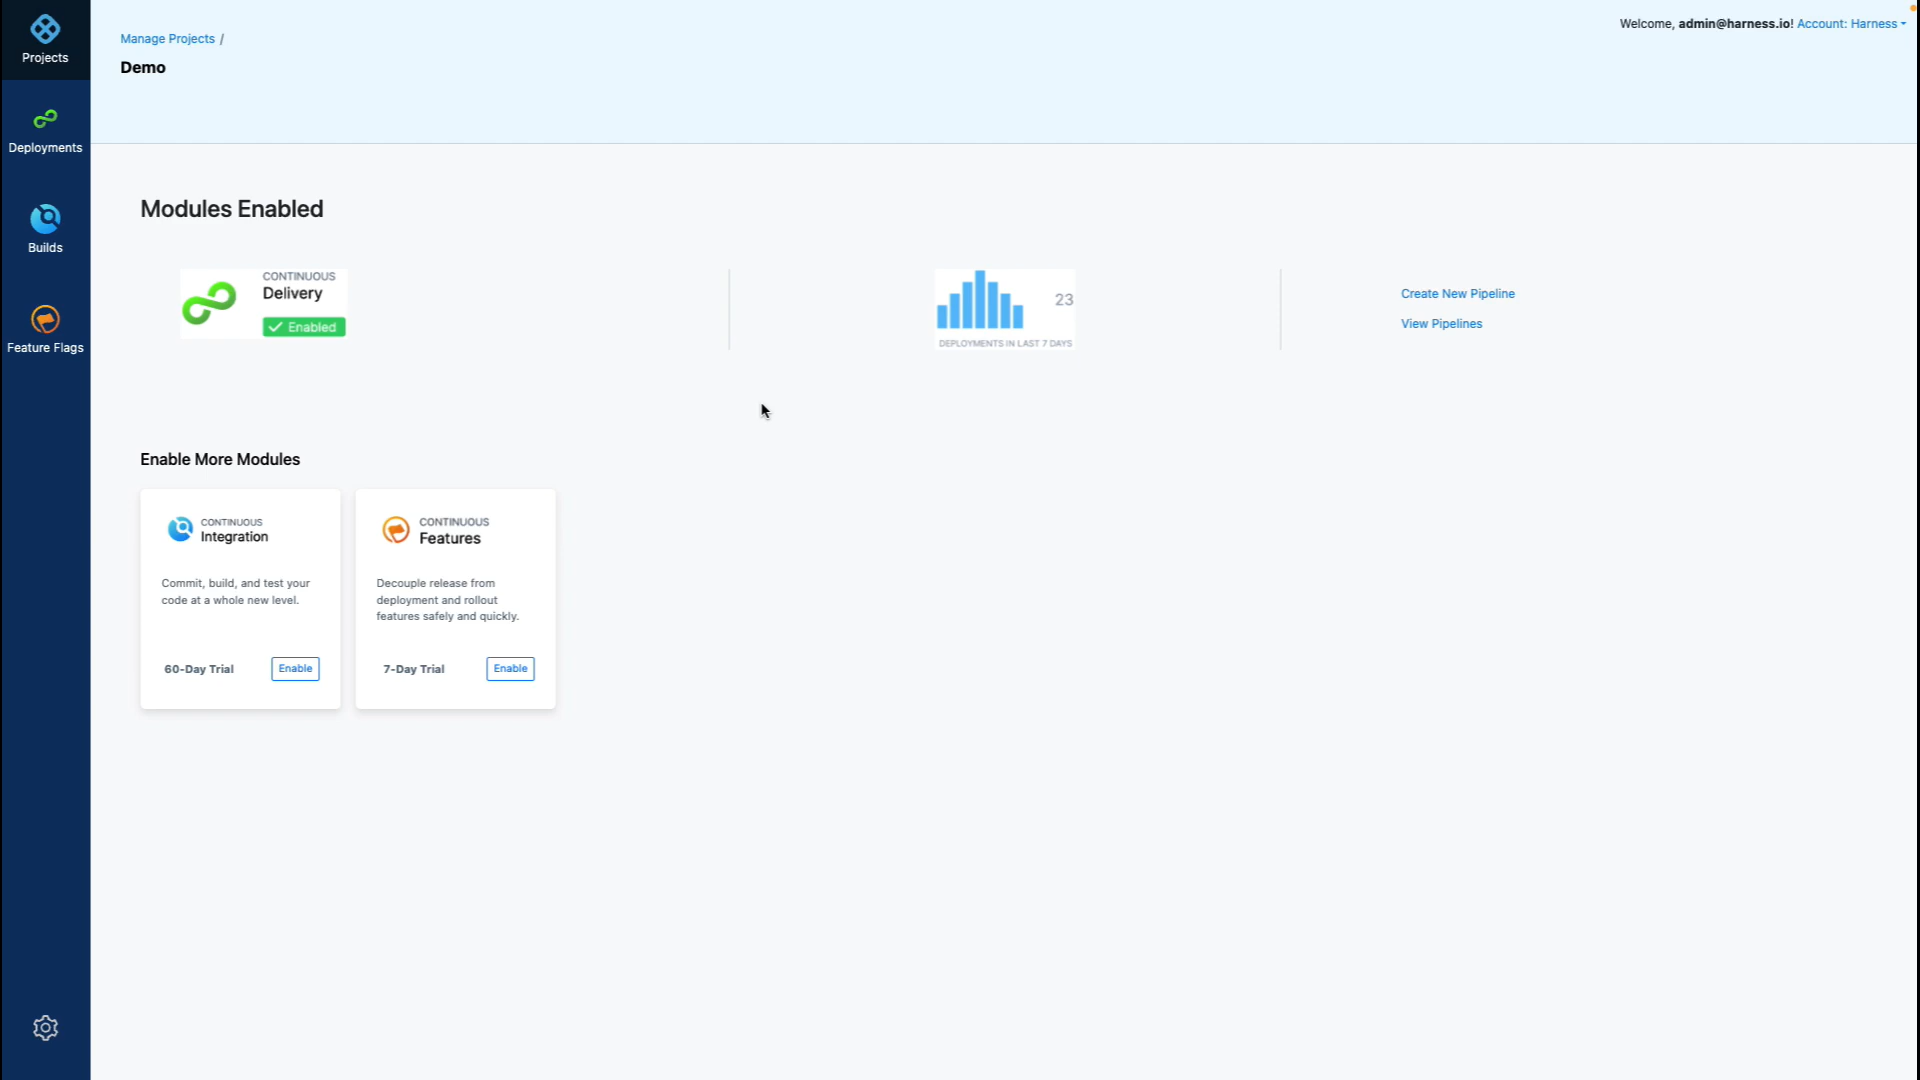 Projects
Deployments
Builds
Feature Flags
Manage Projects /
Demo
Welcome, admin@harness.io! Account: Harness
Modules Enabled
CONTINUOUS
Delivery
Enabled
23
DEPLOYMENTS IN LAST 7 DAYS
Create New Pipeline
View Pipelines
Enable More Modules
CONTINUOUS
Integration
Commit, build, and test your
code at a whole new level.
60-Day Trial
Enable
CONTINUOUS
Features
Decouple release from
deployment and rollout
features safely and quickly.
7-Day Trial
Enable